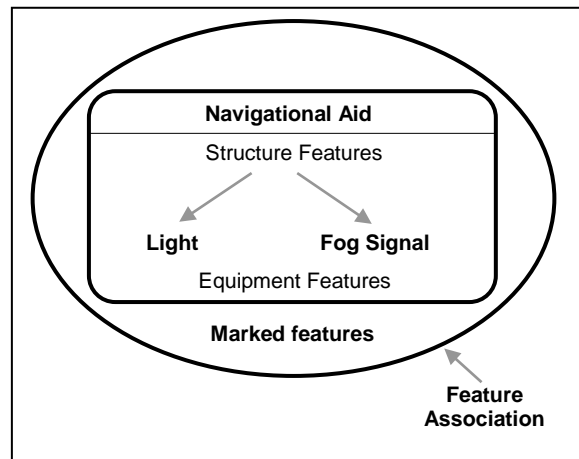 Navigational Aid
Structure Features
Light Fog Signal
Equipment Features
Marked features
Feature
Association